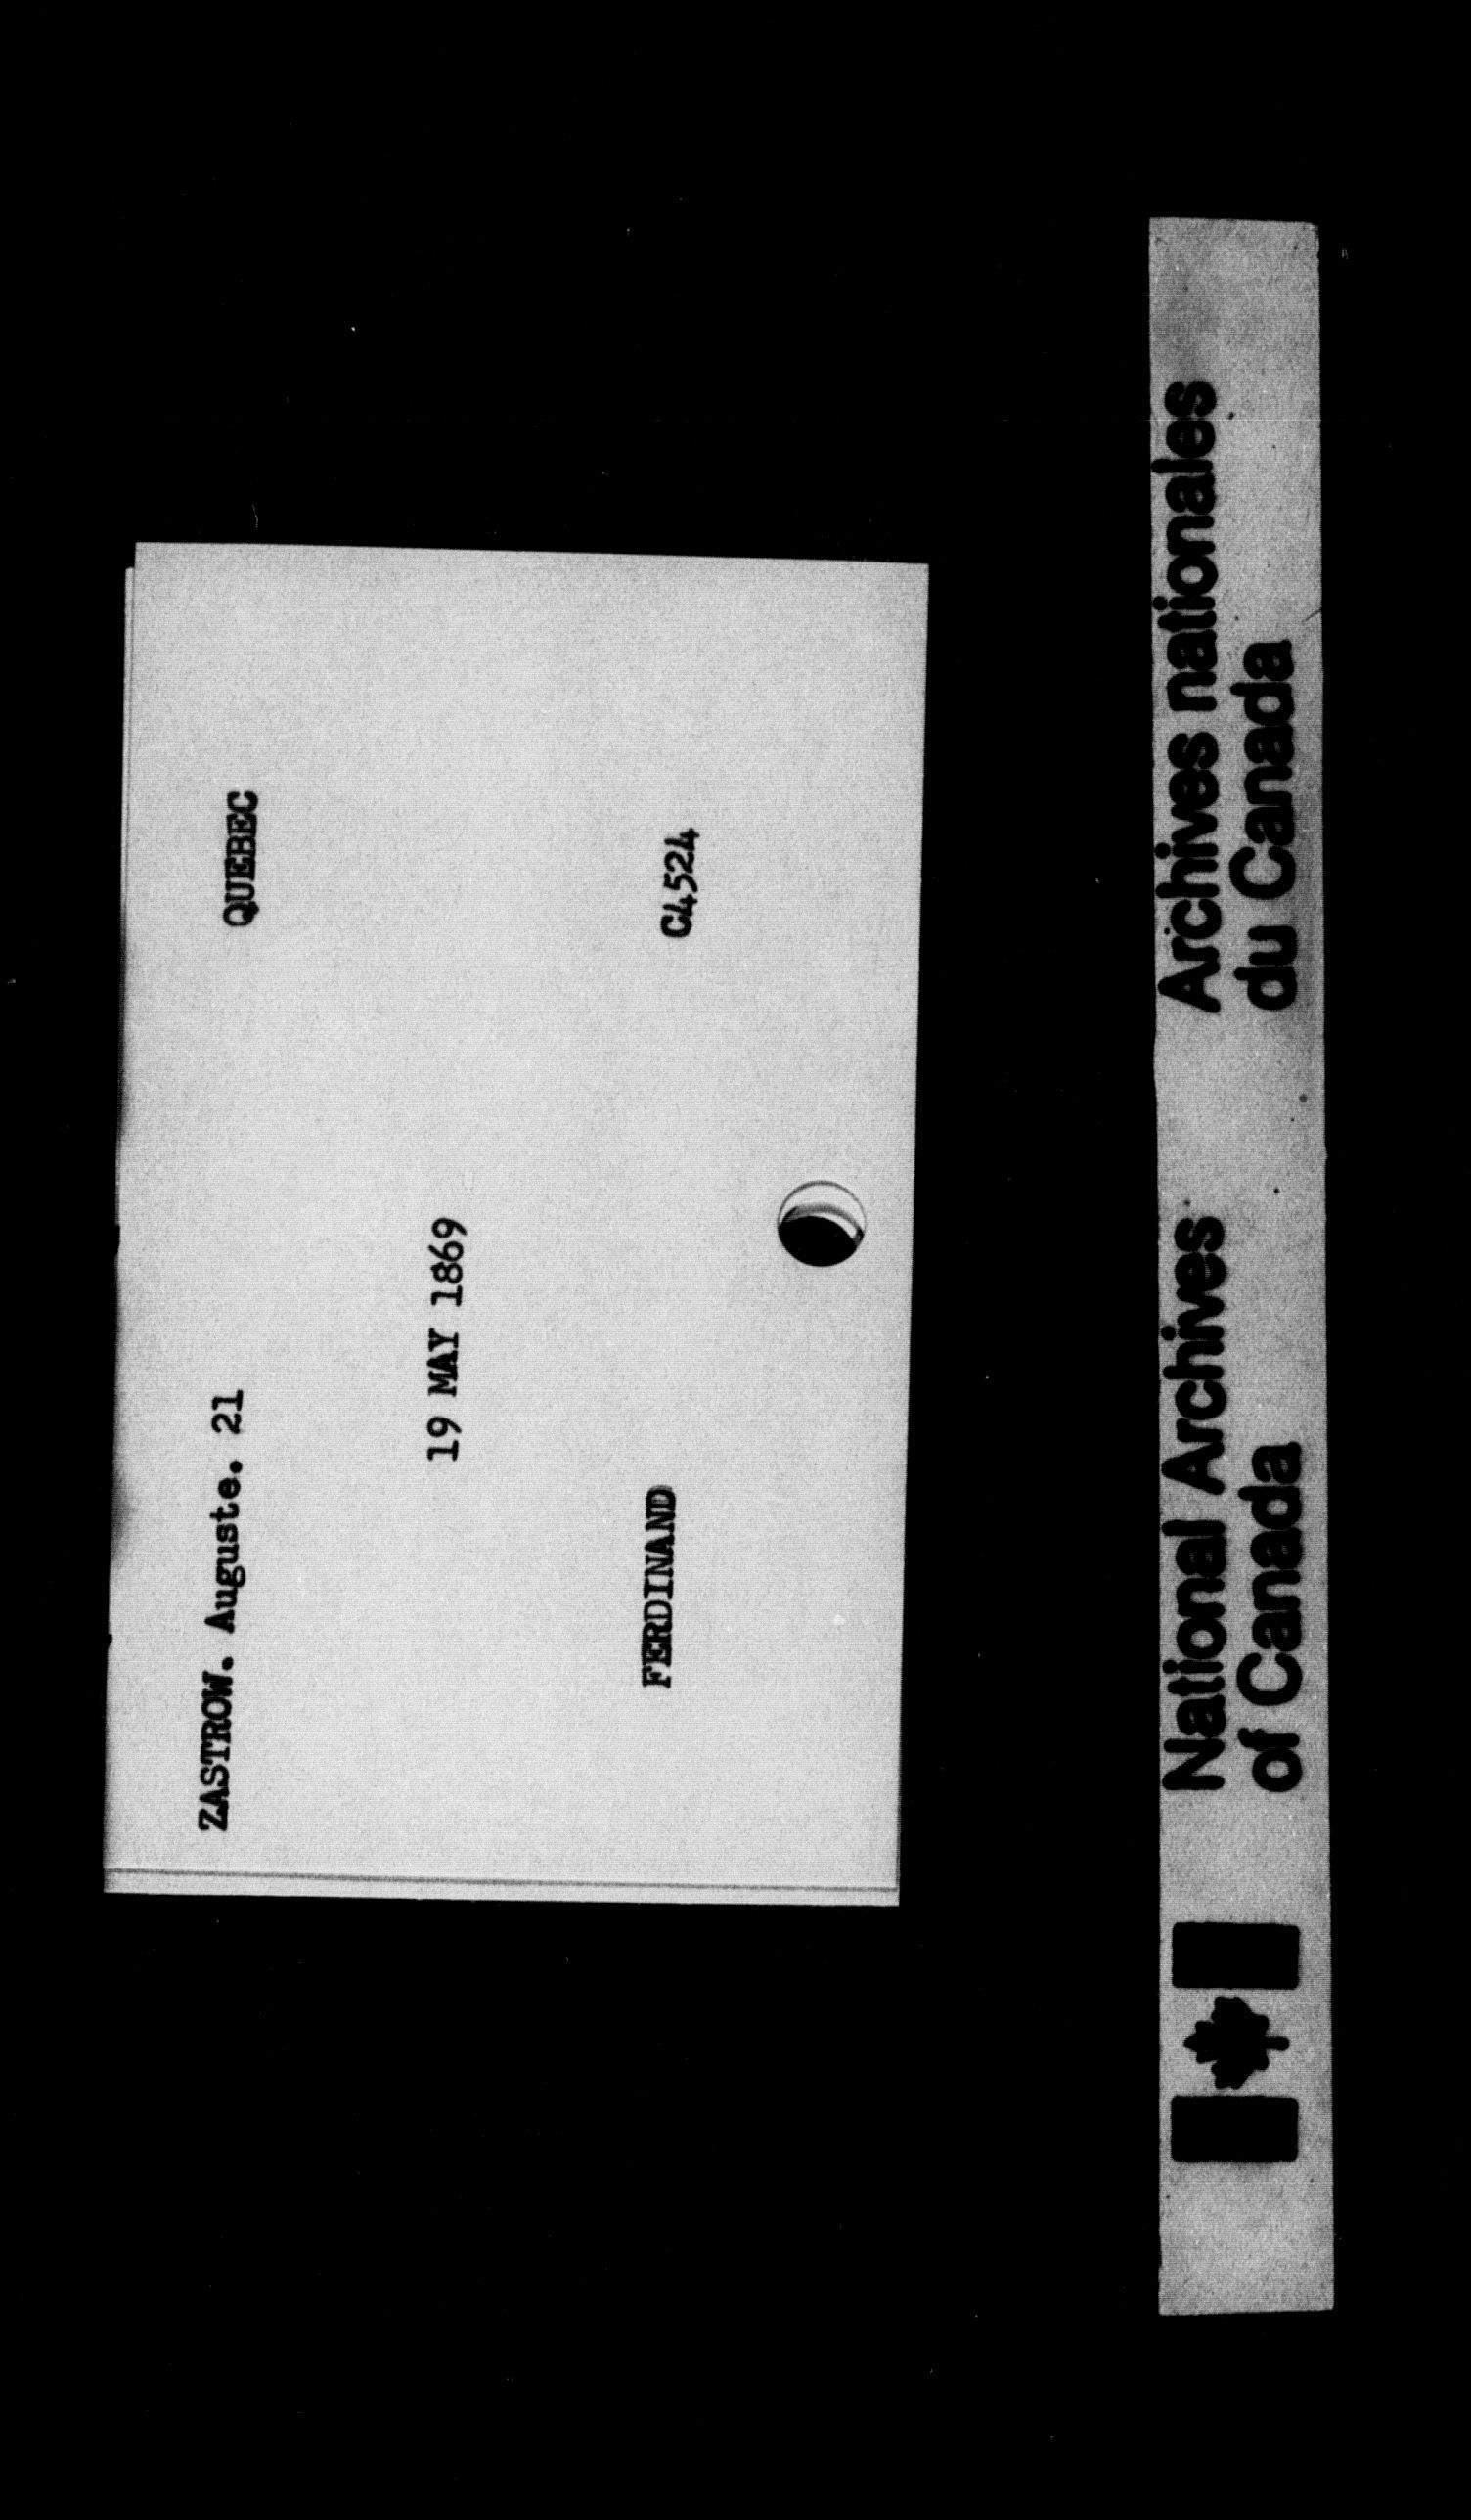 ZASTROW. Auguste. 21 QUEBEC
19 MAY 1869
FERDINAND C4524
National Archives of Canada
Archives nationales du Canada